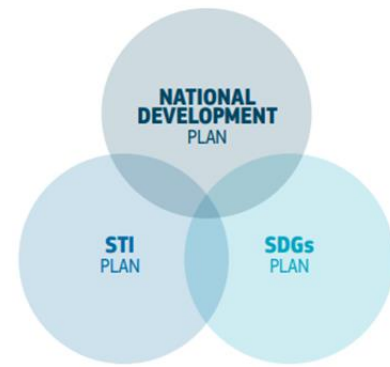 NATIONAL
DEVELOPMENT
PLAN
STI
PLAN
SDGs
PLAN